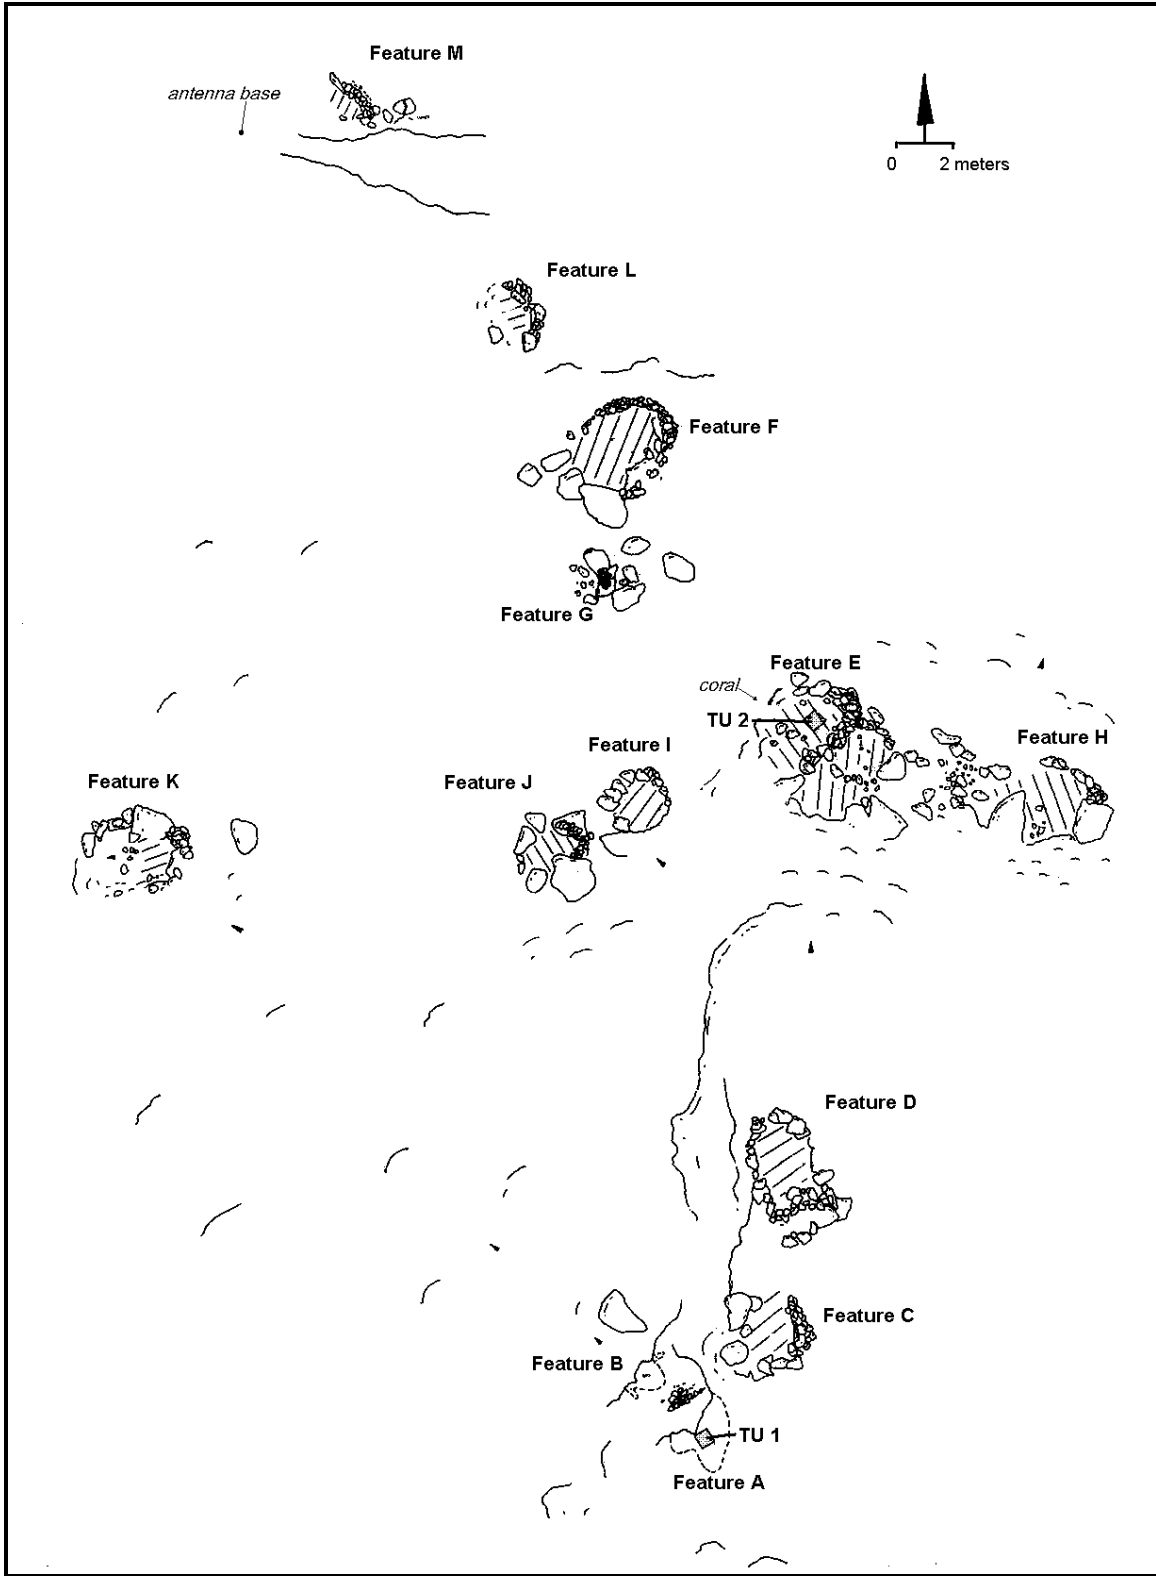 Feature M
antenna base
0 2 meters
Feature L
Feature F
Feature G
Feature E
coral
TU 2
Feature H
Feature I
Feature J
Feature K
Feature D
Feature C
Feature B
TU 1
Feature A